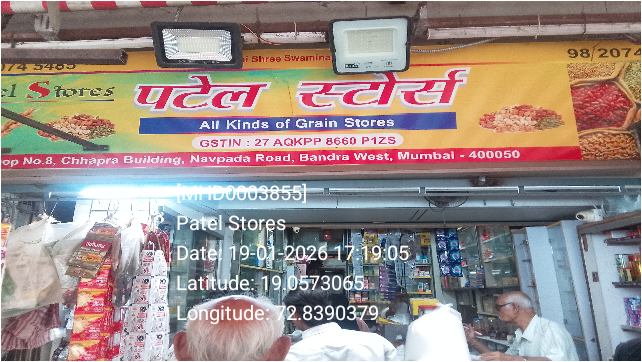 Shree Swamina
98/2074
074 5485
el Stores
पटेल स्टोर्स
All Kinds of Grain Stores
GSTIN : 27 AQKPP 8660 P1ZS
op No.8, Chhapra Building, Navpada Road, Bandra West, Mumbai - 400050
[MHD0003855]
Patel Stores
Date: 19-01-2026 17:19:05
Latitude: 19.0573065
Longitude: 72.8390379